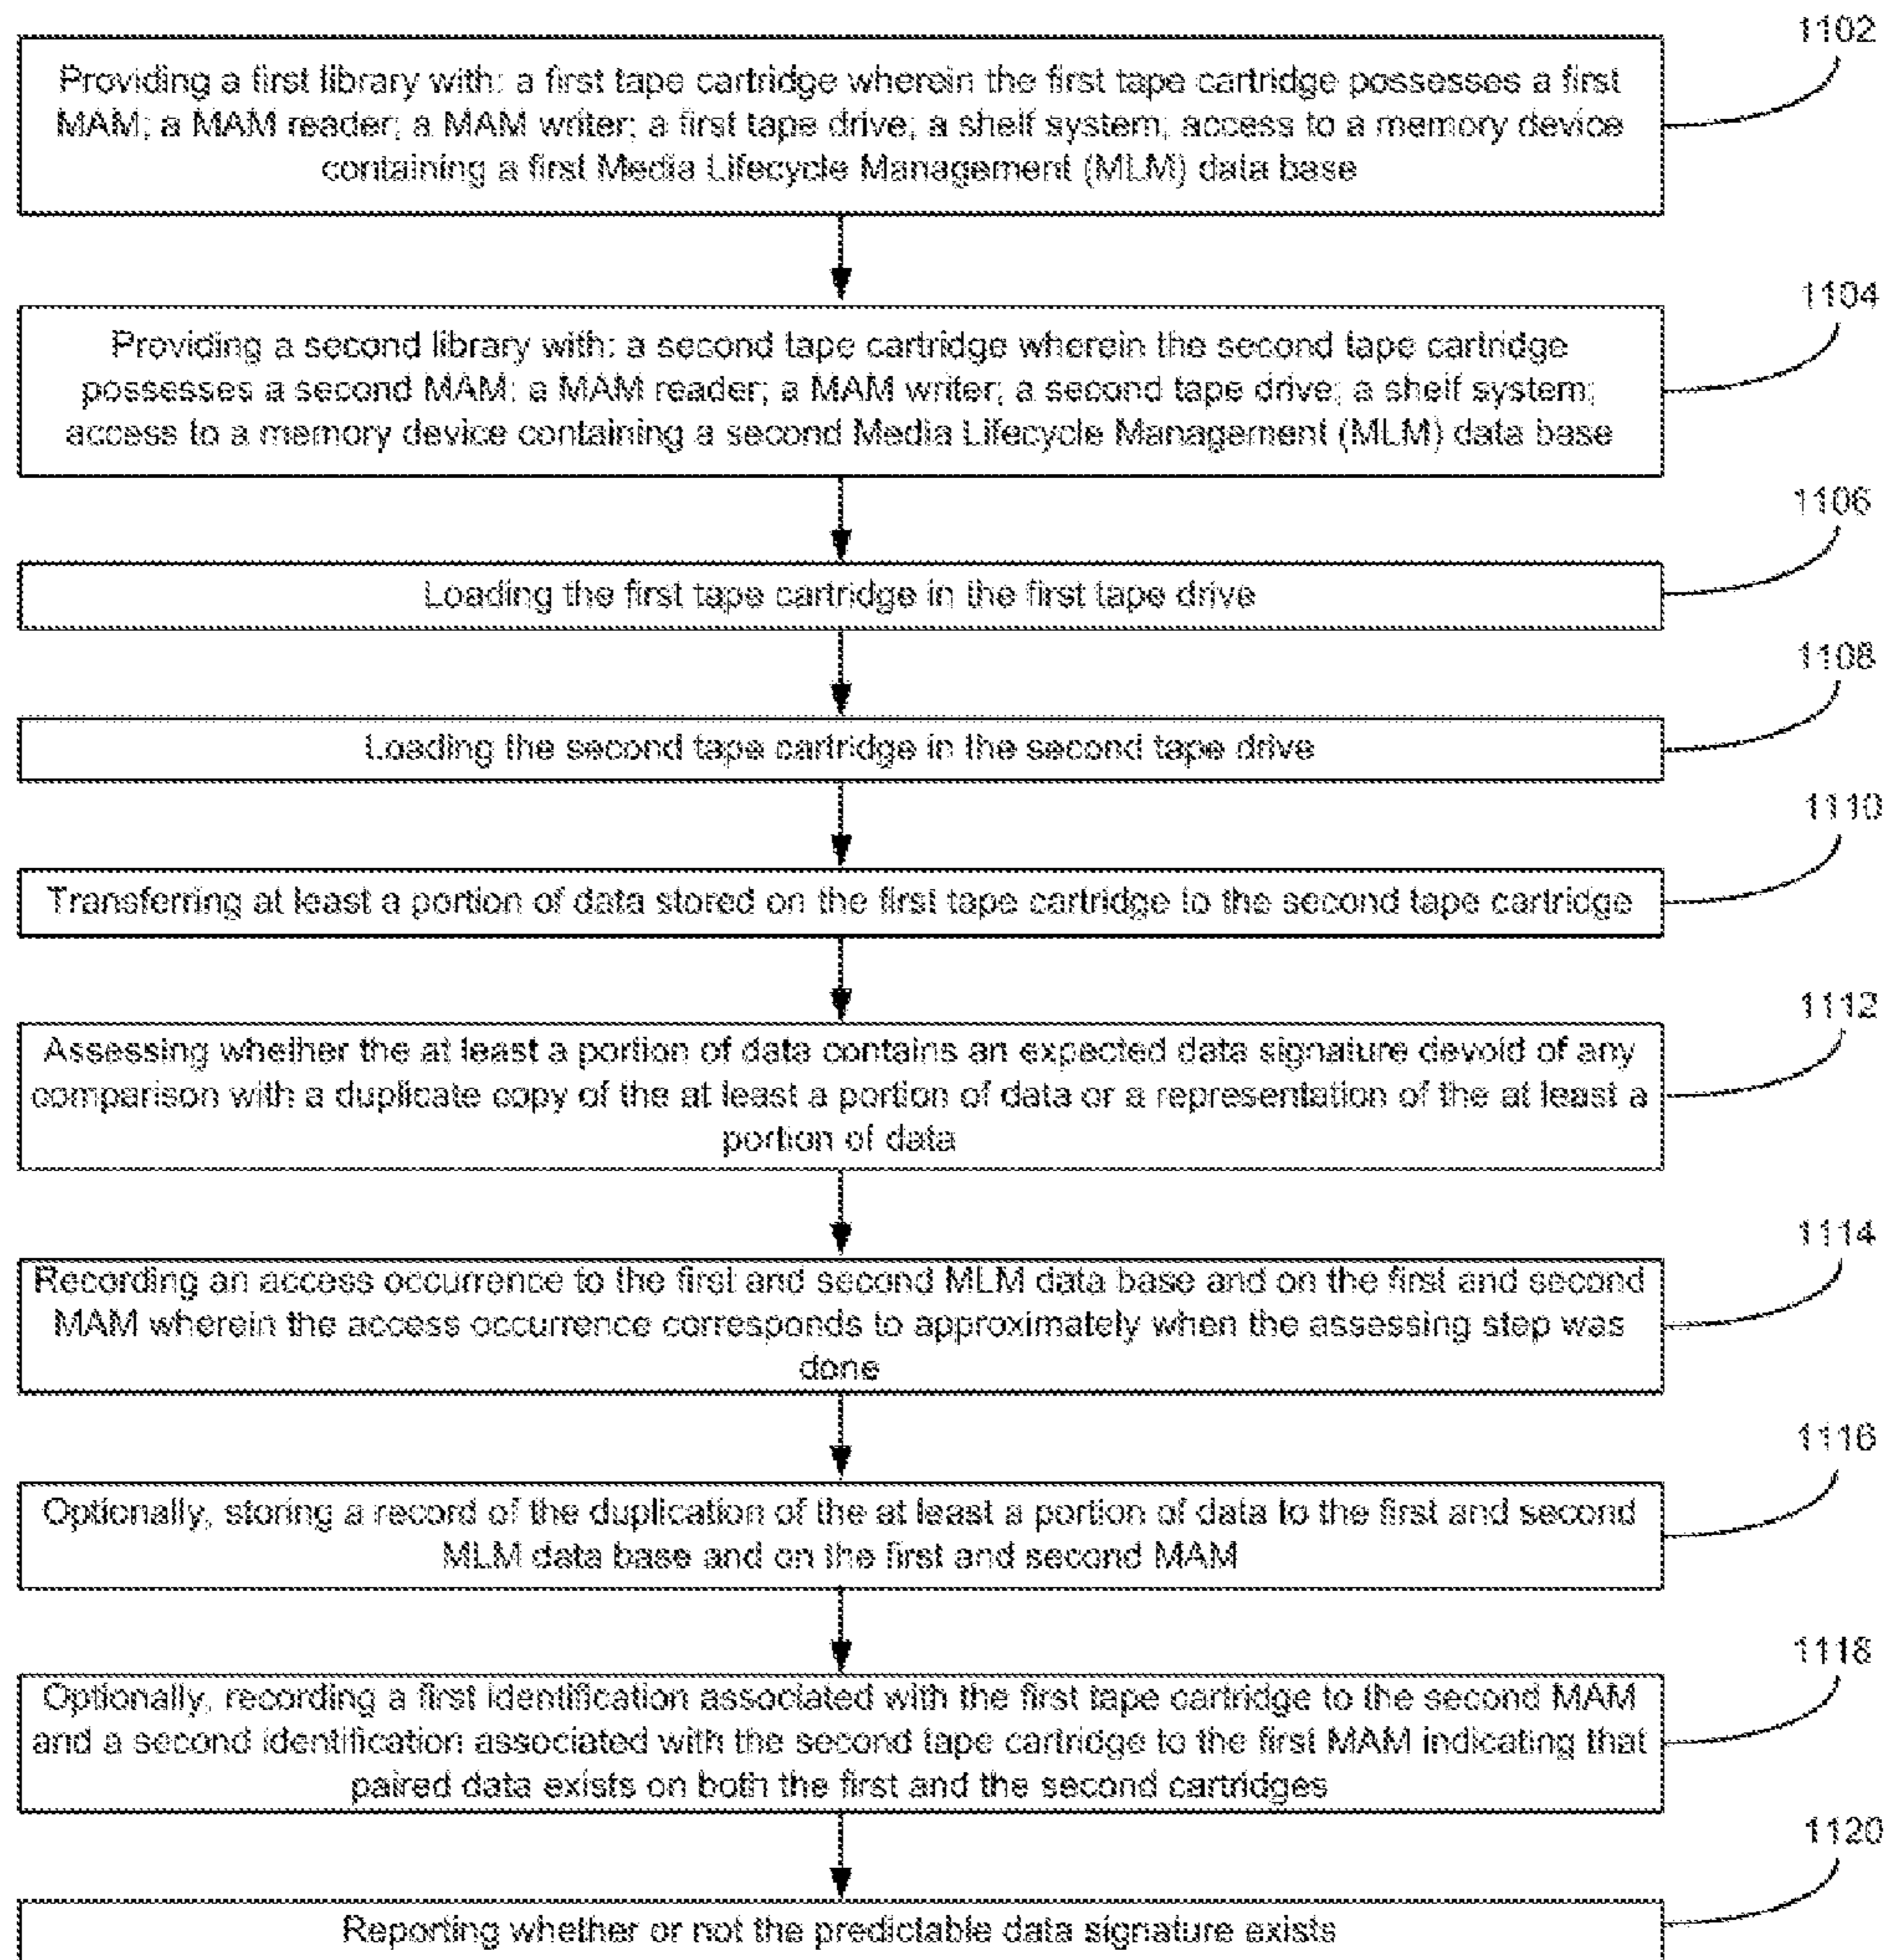 1102
Providing a first library with: a first tape cartridge wherein the first tape cartridge possesses a first
MAM; a MAM reader; a MAM writer; a first tape drive; a shelf system; access to a memory device
containing a first Media Lifecycle Management (MLM) data base
1104
Providing a second library with: a second tape cartridge wherein the second tape cartridge
possesses a second MAM; a MAM reader; a MAM writer; a second tape drive; a shelf system;
access to a memory device containing a second Media Lifecycle Management (MLM) data base
1106
Loading the first tape cartridge in the first tape drive
1108
Loading the second tape cartridge in the second tape drive
1110
Transferring at least a portion of data stored on the first tape cartridge to the second tape cartridge
1112
Assessing whether the at least a portion of data contains an expected data signature devoid of any
comparison with a duplicate copy of the at least a portion of data or a representation of the at least a
portion of data
1114
Recording an access occurrence to the first and second MLM data base and on the first and second
MAM wherein the access occurrence corresponds to approximately when the assessing step was
done
1116
Optionally, storing a record of the duplication of the at least a portion of data to the first and second
MLM data base and on the first and second MAM
1118
Optionally, recording a first identification associated with the first tape cartridge to the second MAM
and a second identification associated with the second tape cartridge to the first MAM indicating that
paired data exists on both the first and the second cartridges
1120
Reporting whether or not the predictable data signature exists